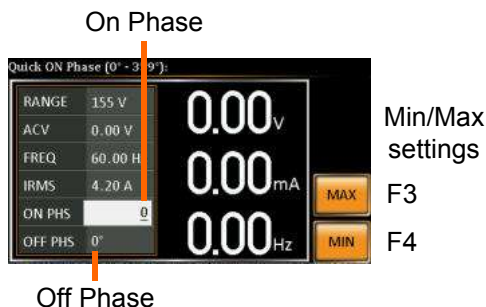 On Phase
Quick ON Phase (0° - 359°):
RANGE 155 V
ACV 0.00 V
FREQ 60.00 H
IRMS 4.20 A
ON PHS 0
OFF PHS 0°
0.00V
0.00mA
0.00Hz
Min/Max
settings
MAX F3
MIN F4
Off Phase